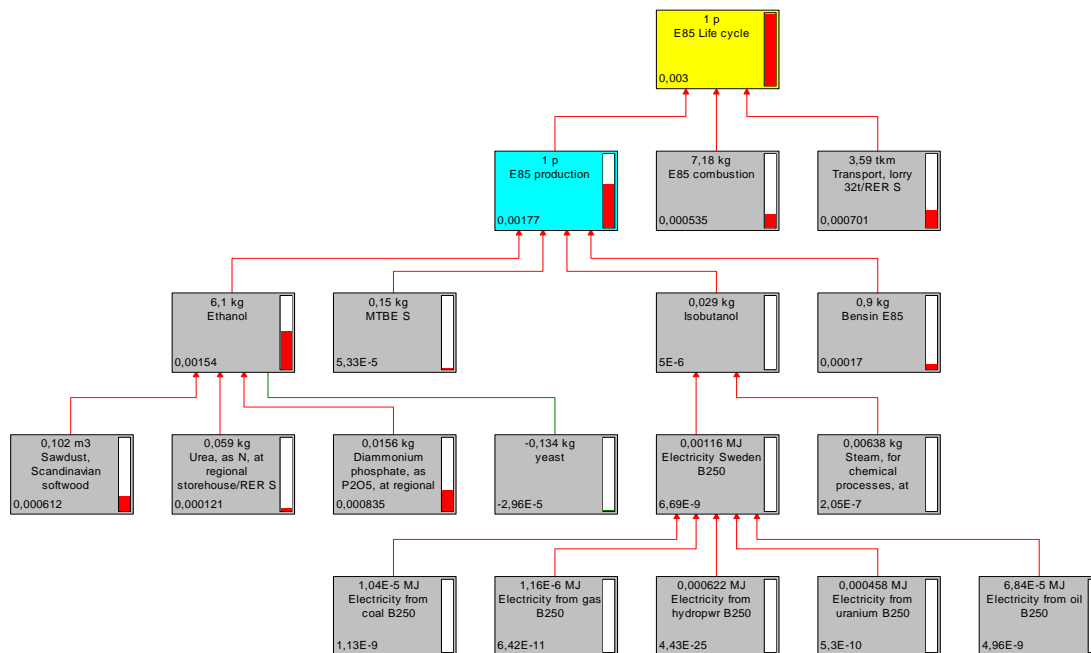 1 p
E85 Life cycle
0,003
1 p
E85 production
0,00177
7,18 kg
E85 combustion
0,000535
3,59 tkm
Transport, lorry
32t/RER S
0,000701
6,1 kg
Ethanol
0,00154
0,15 kg
MTBE S
5,33E-5
0,029 kg
Isobutanol
5E-6
0,9 kg
Bensin E85
0,00017
0,102 m3
Sawdust,
Scandinavian
softwood
0,000612
0,059 kg
Urea, as N, at
regional
storehouse/RER S
0,000121
0,0156 kg
Diammonium
phosphate, as
P2O5, at regional
0,000835
-0,134 kg
yeast
-2,96E-5
0,00116 MJ
Electricity Sweden
B250
6,69E-9
0,00638 kg
Steam, for
chemical
processes, at
2,05E-7
1,04E-5 MJ
Electricity from
coal B250
1,13E-9
1,16E-6 MJ
Electricity from gas
B250
6,42E-11
0,000622 MJ
Electricity from
hydropwr B250
4,43E-25
0,000458 MJ
Electricity from
uranium B250
5,3E-10
6,84E-5 MJ
Electricity from oil
B250
4,96E-9